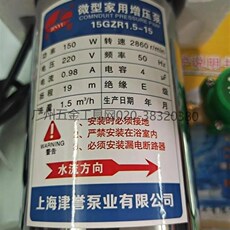 微型家用增压泵
COMNDUIT PRESSURE PUMP
15GZR1.5-15
功率 150 W 转速 2860 r/min
电压 220 V 频率 50 Hz
电流 0.98 A 电容 4 μF
扬程 19 m 绝缘 E 级
流量 1.5 m³/h 生产日期 年 月
广州五金工具网020-38320380
WARNING
警告
安装时必须接地
严禁安装在浴室内
必须安装漏电断路器
水流方向
上海津誉泵业有限公司